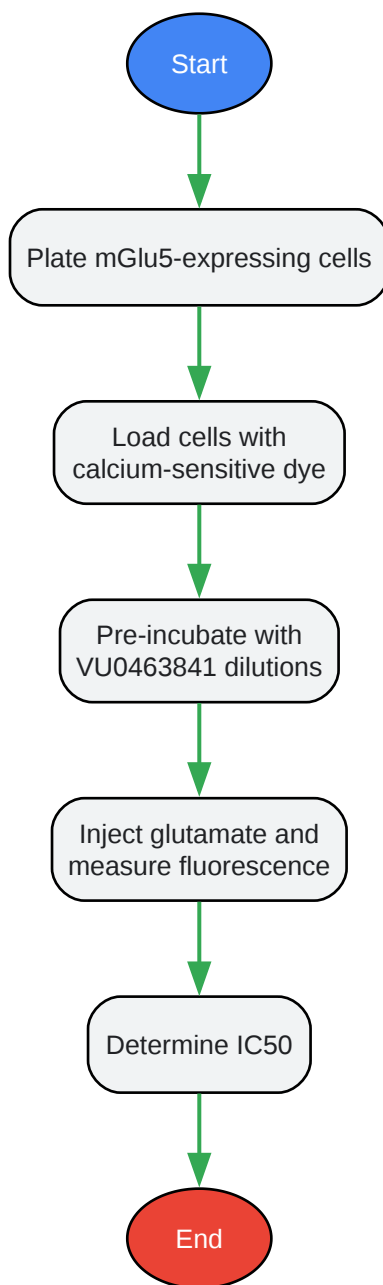 Start
Plate mGlu5-expressing cells
Load cells with
calcium-sensitive dye
Pre-incubate with
VU0463841 dilutions
Inject glutamate and
measure fluorescence
Determine IC50
End